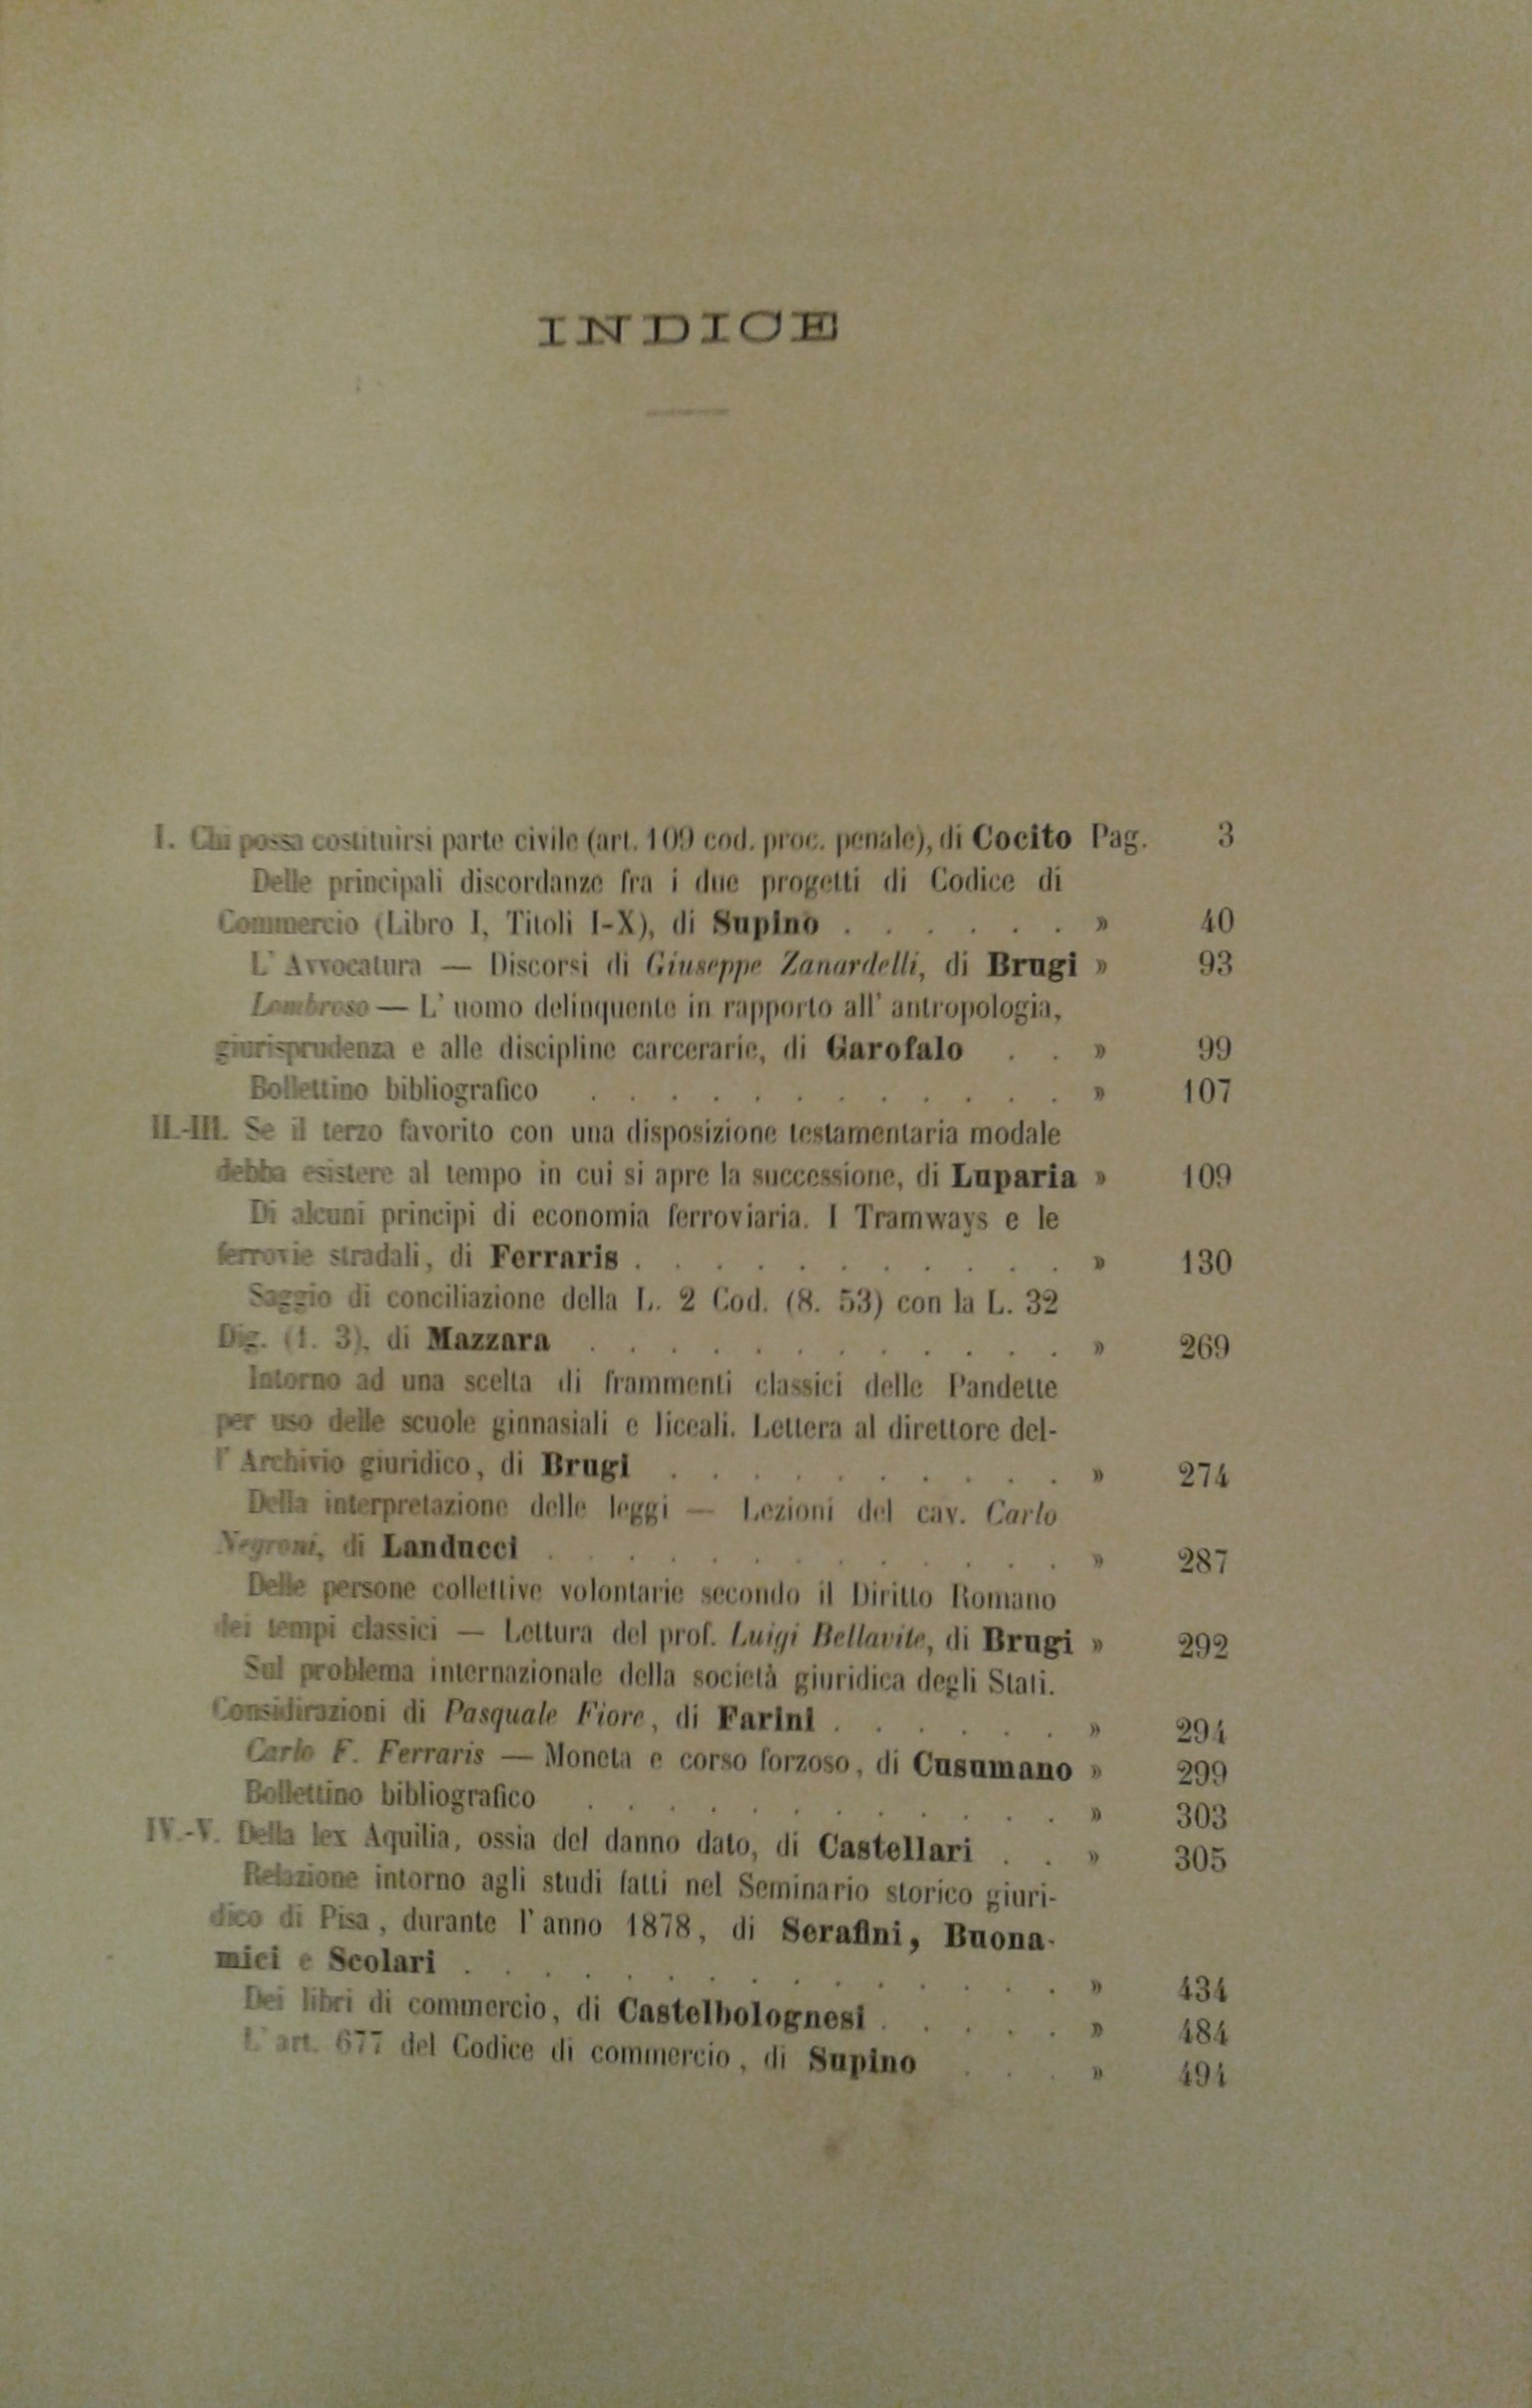 INDICE
I. Chi possa costituirsi parte civile (art. 109 cod. proc. penale), di Cocito Pag. 3
Delle principali discordanze fra i due progetti di Codice di
Commercio (Libro I, Titoli I-X), di Supino . . . . . . » 40
L' Avvocatura — Discorsi di Giuseppe Zanardelli, di Brugi » 93
Lombroso — L' uomo delinquente in rapporto all' antropologia,
giurisprudenza e alle discipline carcerarie, di Garofalo . . » 99
Bollettino bibliografico . . . . . . . . . . . . » 107
II.-III. Se il terzo favorito con una disposizione testamentaria modale
debba esistere al tempo in cui si apre la successione, di Luparia » 109
Di alcuni principi di economia ferroviaria. I Tramways e le
ferrovie stradali, di Ferraris . . . . . . . . . . . » 130
Saggio di conciliazione della L. 2 Cod. (8. 53) con la L. 32
Dig. (1. 3), di Mazzara . . . . . . . . . . . . » 269
Intorno ad una scelta di frammenti classici delle Pandette
per uso delle scuole ginnasiali e liceali. Lettera al direttore del-
l' Archivio giuridico, di Brugi . . . . . . . . . . » 274
Della interpretazione delle leggi — Lezioni del cav. Carlo
Negroni, di Landucci . . . . . . . . . . . . . » 287
Delle persone collettive volontarie secondo il Diritto Romano
dei tempi classici — Lettura del prof. Luigi Bellavite, di Brugi » 292
Sul problema internazionale della società giuridica degli Stati.
Considirazioni di Pasquale Fiore, di Farini . . . . . . » 294
Carlo F. Ferraris — Moneta e corso forzoso, di Cusumano » 299
Bollettino bibliografico . . . . . . . . . . . . » 303
IV.-V. Della lex Aquilia, ossia del danno dato, di Castellari . . » 305
Relazione intorno agli studi fatti nel Seminario storico giuri-
dico di Pisa, durante l' anno 1878, di Serafini, Buona-
mici e Scolari . . . . . . . . . . . . . . . » 434
Dei libri di commercio, di Castelbolognesi . . . . . » 484
L' art. 677 del Codice di commercio, di Supino . . . » 494